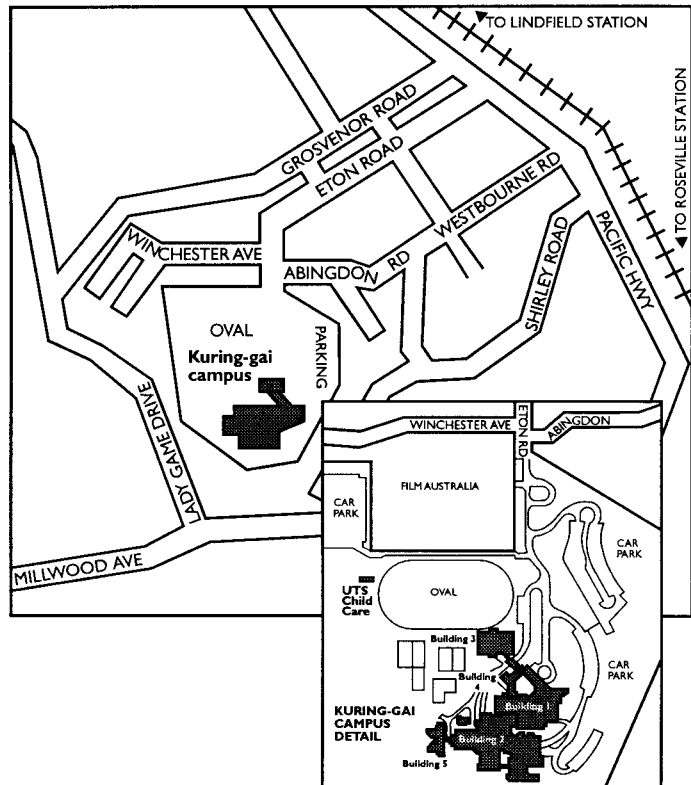 TO LINDFIELD STATION
TO ROSEVILLE STATION
GROSVENOR ROAD
ETON ROAD
WESTBOURNE RD
WINCHESTER AVE
ABINGDON RD
SHIRLEY ROAD
PACIFIC HWY
OVAL
PARKING
Kuring-gai
campus
LADY GAME DRIVE
MILLWOOD AVE
WINCHESTER AVE
ETON RD
ABINGDON
FILM AUSTRALIA
CAR
PARK
CAR
PARK
UTS
Child
Care
OVAL
Building 3
Building
4
CAR
PARK
Building 1
KURING-GAI
CAMPUS
DETAIL
Building 2
Building 5